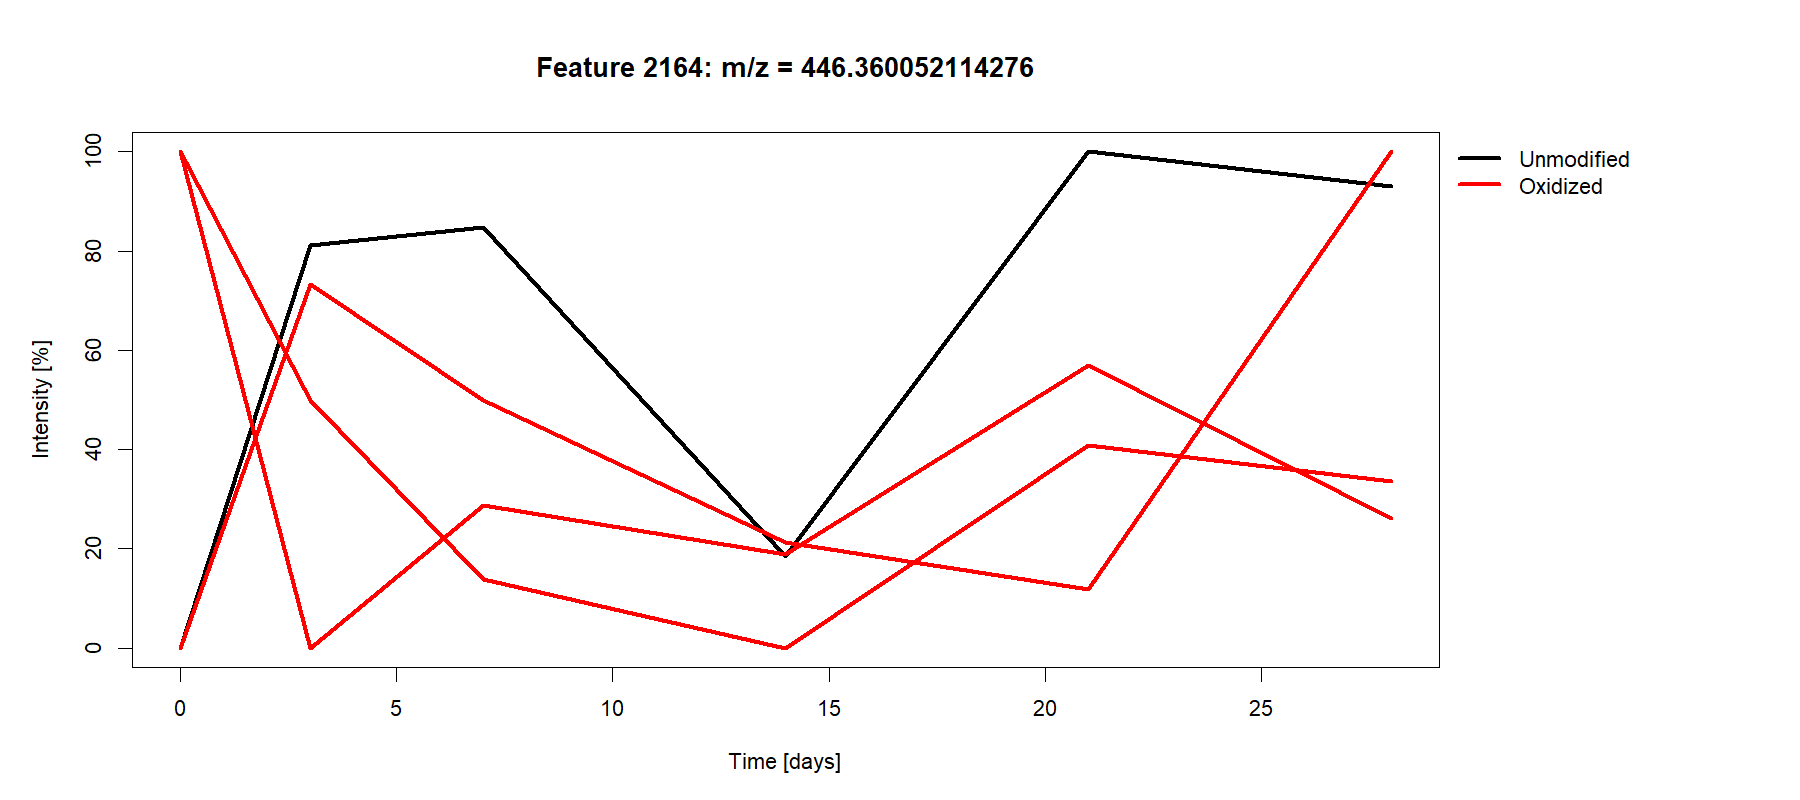 Feature 2164: m/z = 446.360052114276
Unmodified
Oxidized
Intensity [%]
100
80
60
40
20
0
0 5 10 15 20 25
Time [days]